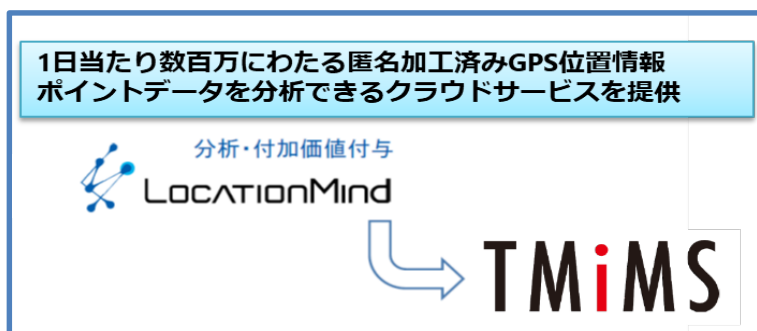 1日当たり数百万にわたる匿名加工済みGPS位置情報
ポイントデータを分析できるクラウドサービスを提供
分析・付加価値付与
LocationMind
TMiMS